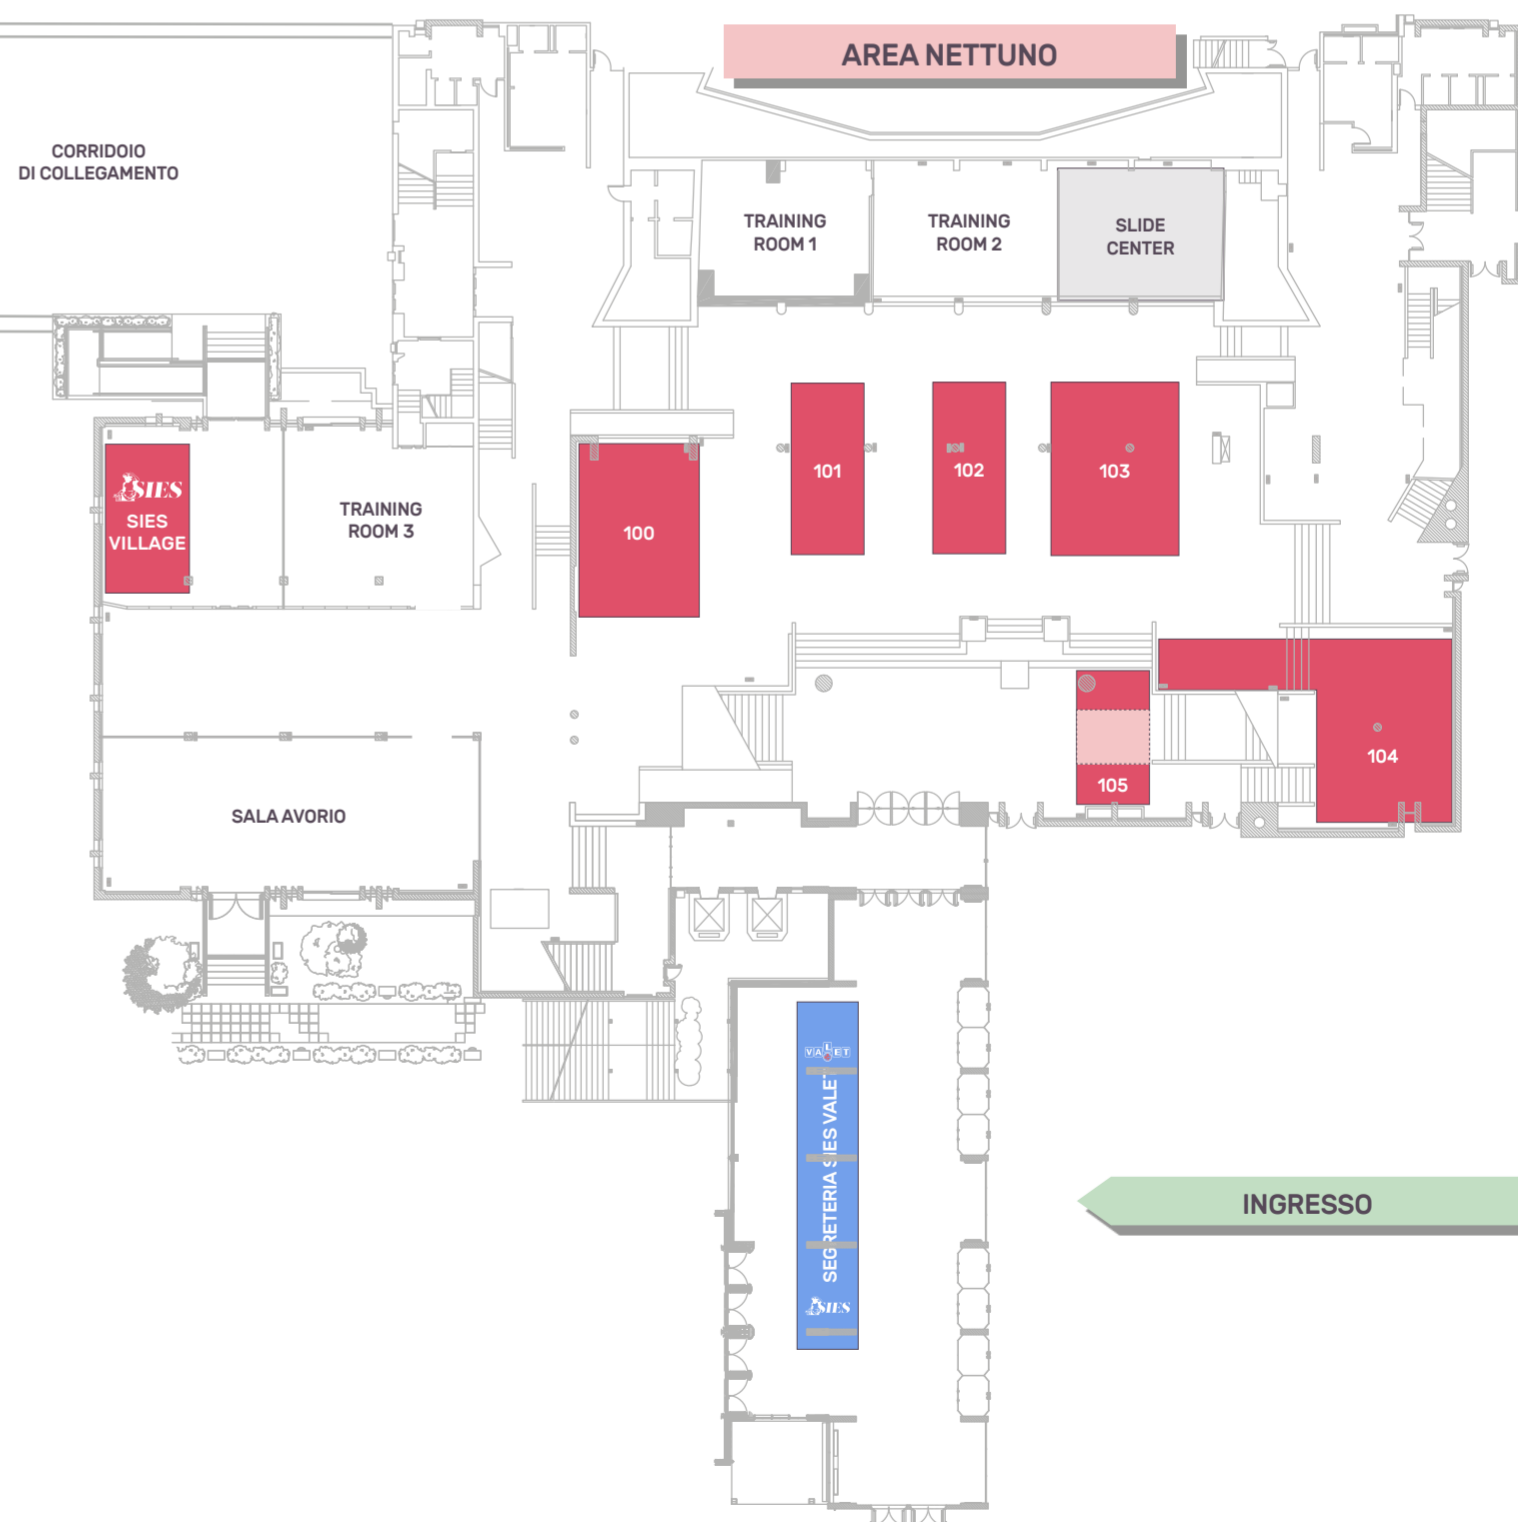 AREA NETTUNO
CORRIDOIO
DI COLLEGAMENTO
TRAINING
ROOM 1
TRAINING
ROOM 2
SLIDE
CENTER
SIES
SIES
VILLAGE
TRAINING
ROOM 3
100
101
102
103
104
105
SALA AVORIO
VALET
SEGRETERIA SIES VALET
SIES
INGRESSO